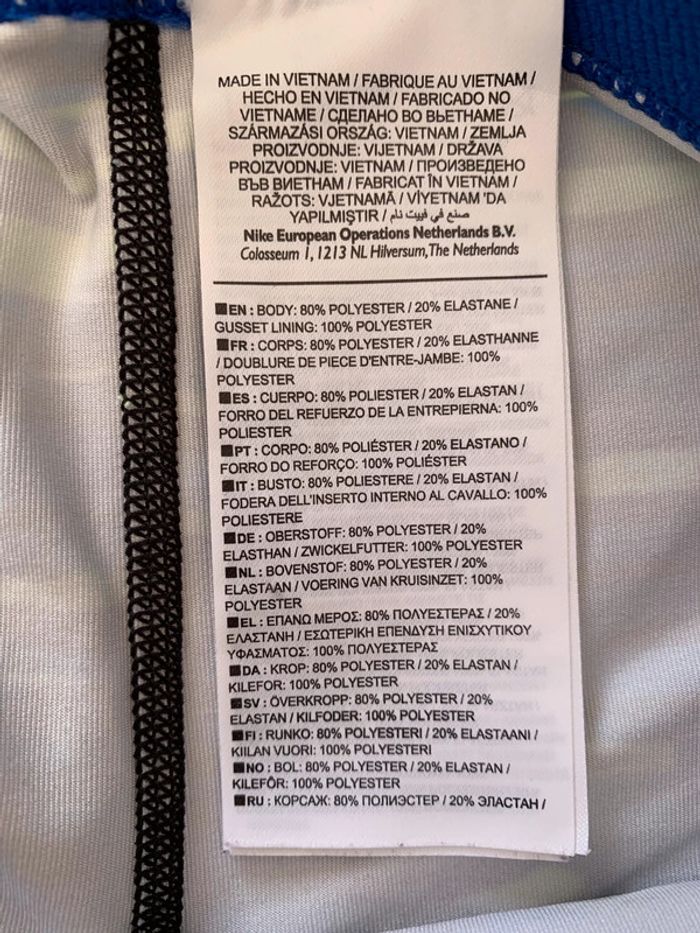 MADE IN VIETNAM / FABRIQUE AU VIETNAM /
HECHO EN VIETNAM / FABRICADO NO
VIETNAME / СДЕЛАНО ВО ВЬЕТНАМЕ /
SZÁRMAZÁSI ORSZÁG: VIETNAM / ZEMLJA
PROIZVODNJE: VIJETNAM / DRŽAVA
PROIZVODNJE: VIETNAM / ПРОИЗВЕДЕНО
ВЪВ ВИЕТНАМ / FABRICAT ÎN VIETNAM /
RAŽOTS: VJETNAMĀ / VİYETNAM 'DA
YAPILMIŞTIR / صنع في فييت نام
Nike European Operations Netherlands B.V.
Colosseum 1, 1213 NL Hilversum, The Netherlands
EN : BODY: 80% POLYESTER / 20% ELASTANE /
GUSSET LINING: 100% POLYESTER
FR : CORPS: 80% POLYESTER / 20% ELASTHANNE
/ DOUBLURE DE PIECE D'ENTRE-JAMBE: 100%
POLYESTER
ES : CUERPO: 80% POLIESTER / 20% ELASTAN /
FORRO DEL REFUERZO DE LA ENTREPIERNA: 100%
POLIESTER
PT : CORPO: 80% POLIÉSTER / 20% ELASTANO /
FORRO DO REFORÇO: 100% POLIÉSTER
IT : BUSTO: 80% POLIESTERE / 20% ELASTAN /
FODERA DELL'INSERTO INTERNO AL CAVALLO: 100%
POLIESTERE
DE : OBERSTOFF: 80% POLYESTER / 20%
ELASTHAN / ZWICKELFUTTER: 100% POLYESTER
NL : BOVENSTOF: 80% POLYESTER / 20%
ELASTAAN / VOERING VAN KRUISINZET: 100%
POLYESTER
EL : ΕΠΑΝΩ ΜΕΡΟΣ: 80% ΠΟΛΥΕΣΤΕΡΑΣ / 20%
ΕΛΑΣΤΑΝΗ / ΕΣΩΤΕΡΙΚΗ ΕΠΕΝΔΥΣΗ ΕΝΙΣΧΥΤΙΚΟΥ
ΥΦΑΣΜΑΤΟΣ: 100% ΠΟΛΥΕΣΤΕΡΑΣ
DA : KROP: 80% POLYESTER / 20% ELASTAN /
KILEFOR: 100% POLYESTER
SV : ÖVERKROPP: 80% POLYESTER / 20%
ELASTAN / KILFODER: 100% POLYESTER
FI : RUNKO: 80% POLYESTERI / 20% ELASTAANI /
KIILAN VUORI: 100% POLYESTERI
NO : BOL: 80% POLYESTER / 20% ELASTAN /
KILEFÔR: 100% POLYESTER
RU : КОРСАЖ: 80% ПОЛИЭСТЕР / 20% ЭЛАСТАН /